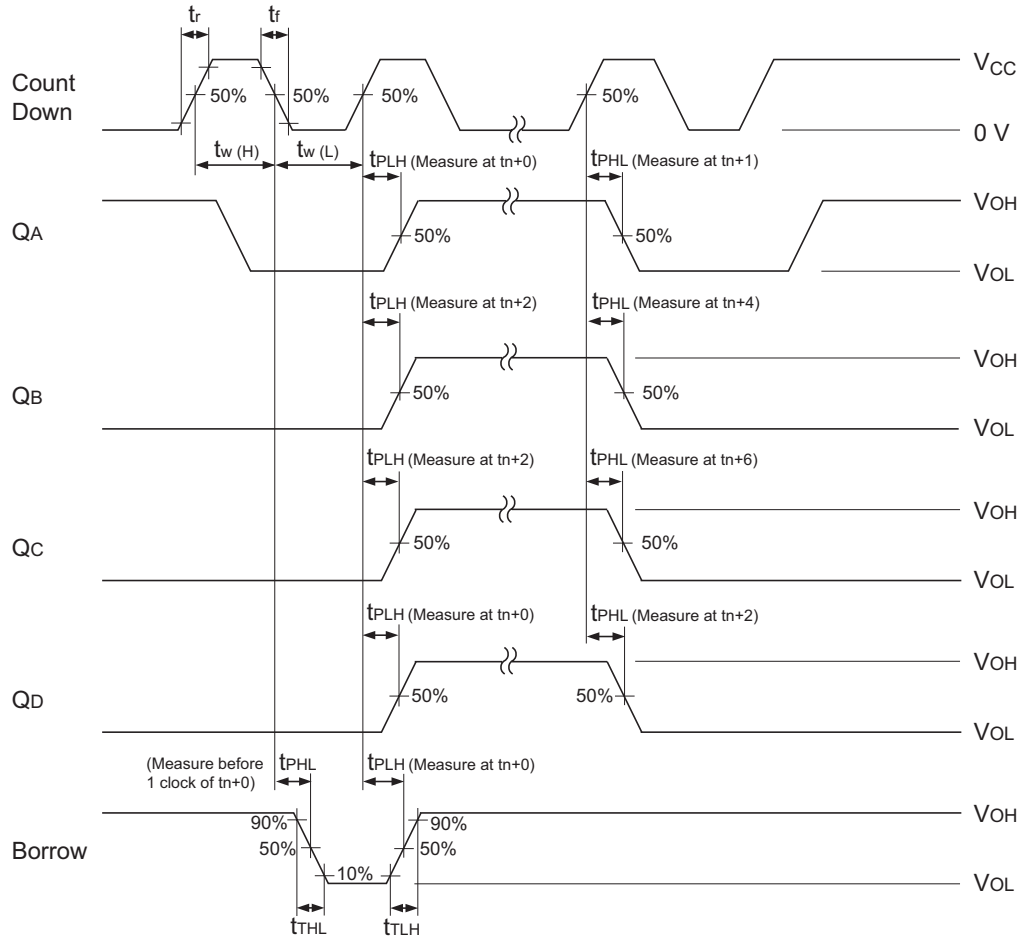 tr
tf
Count
Down
50%
50%
50%
50%
VCC
0 V
tw (H)
tw (L)
tPLH (Measure at tn+0)
tPHL (Measure at tn+1)
QA
50%
50%
VOH
VOL
tPLH (Measure at tn+2)
tPHL (Measure at tn+4)
QB
50%
50%
VOH
VOL
tPLH (Measure at tn+2)
tPHL (Measure at tn+6)
QC
50%
50%
VOH
VOL
tPLH (Measure at tn+0)
tPHL (Measure at tn+2)
QD
50%
50%
VOH
VOL
(Measure before
1 clock of tn+0)
tPHL
tPLH (Measure at tn+0)
Borrow
90%
50%
10%
90%
50%
VOH
VOL
tTHL
tTLH